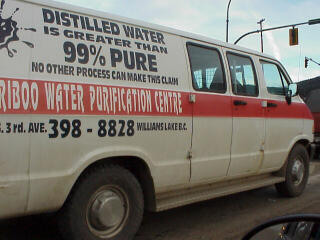 DISTILLED WATER
IS GREATER THAN
99% PURE
NO OTHER PROCESS CAN MAKE THIS CLAIM
RIBOO WATER PURIFICATION CENTRE
S. 3rd. AVE. 398-8828 WILLIAMS LAKE B.C.